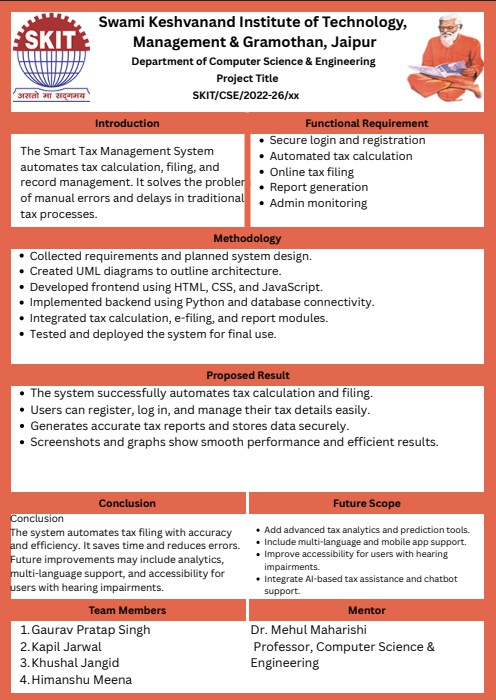 SKIT
असतो मा सद्गमय
Swami Keshvanand Institute of Technology,
Management & Gramothan, Jaipur
Department of Computer Science & Engineering
Project Title
SKIT/CSE/2022-26/xx
Introduction
The Smart Tax Management System
automates tax calculation, filing, and
record management. It solves the problem
of manual errors and delays in traditional
tax processes.
Functional Requirement
• Secure login and registration
• Automated tax calculation
• Online tax filing
• Report generation
• Admin monitoring
Methodology
• Collected requirements and planned system design.
• Created UML diagrams to outline architecture.
• Developed frontend using HTML, CSS, and JavaScript.
• Implemented backend using Python and database connectivity.
• Integrated tax calculation, e-filing, and report modules.
• Tested and deployed the system for final use.
Proposed Result
• The system successfully automates tax calculation and filing.
• Users can register, log in, and manage their tax details easily.
• Generates accurate tax reports and stores data securely.
• Screenshots and graphs show smooth performance and efficient results.
Conclusion
Conclusion
The system automates tax filing with accuracy
and efficiency. It saves time and reduces errors.
Future improvements may include analytics,
multi-language support, and accessibility for
users with hearing impairments.
Future Scope
• Add advanced tax analytics and prediction tools.
• Include multi-language and mobile app support.
• Improve accessibility for users with hearing
impairments.
• Integrate AI-based tax assistance and chatbot
support.
Team Members
1. Gaurav Pratap Singh
2. Kapil Jarwal
3. Khushal Jangid
4. Himanshu Meena
Mentor
Dr. Mehul Maharishi
Professor, Computer Science &
Engineering